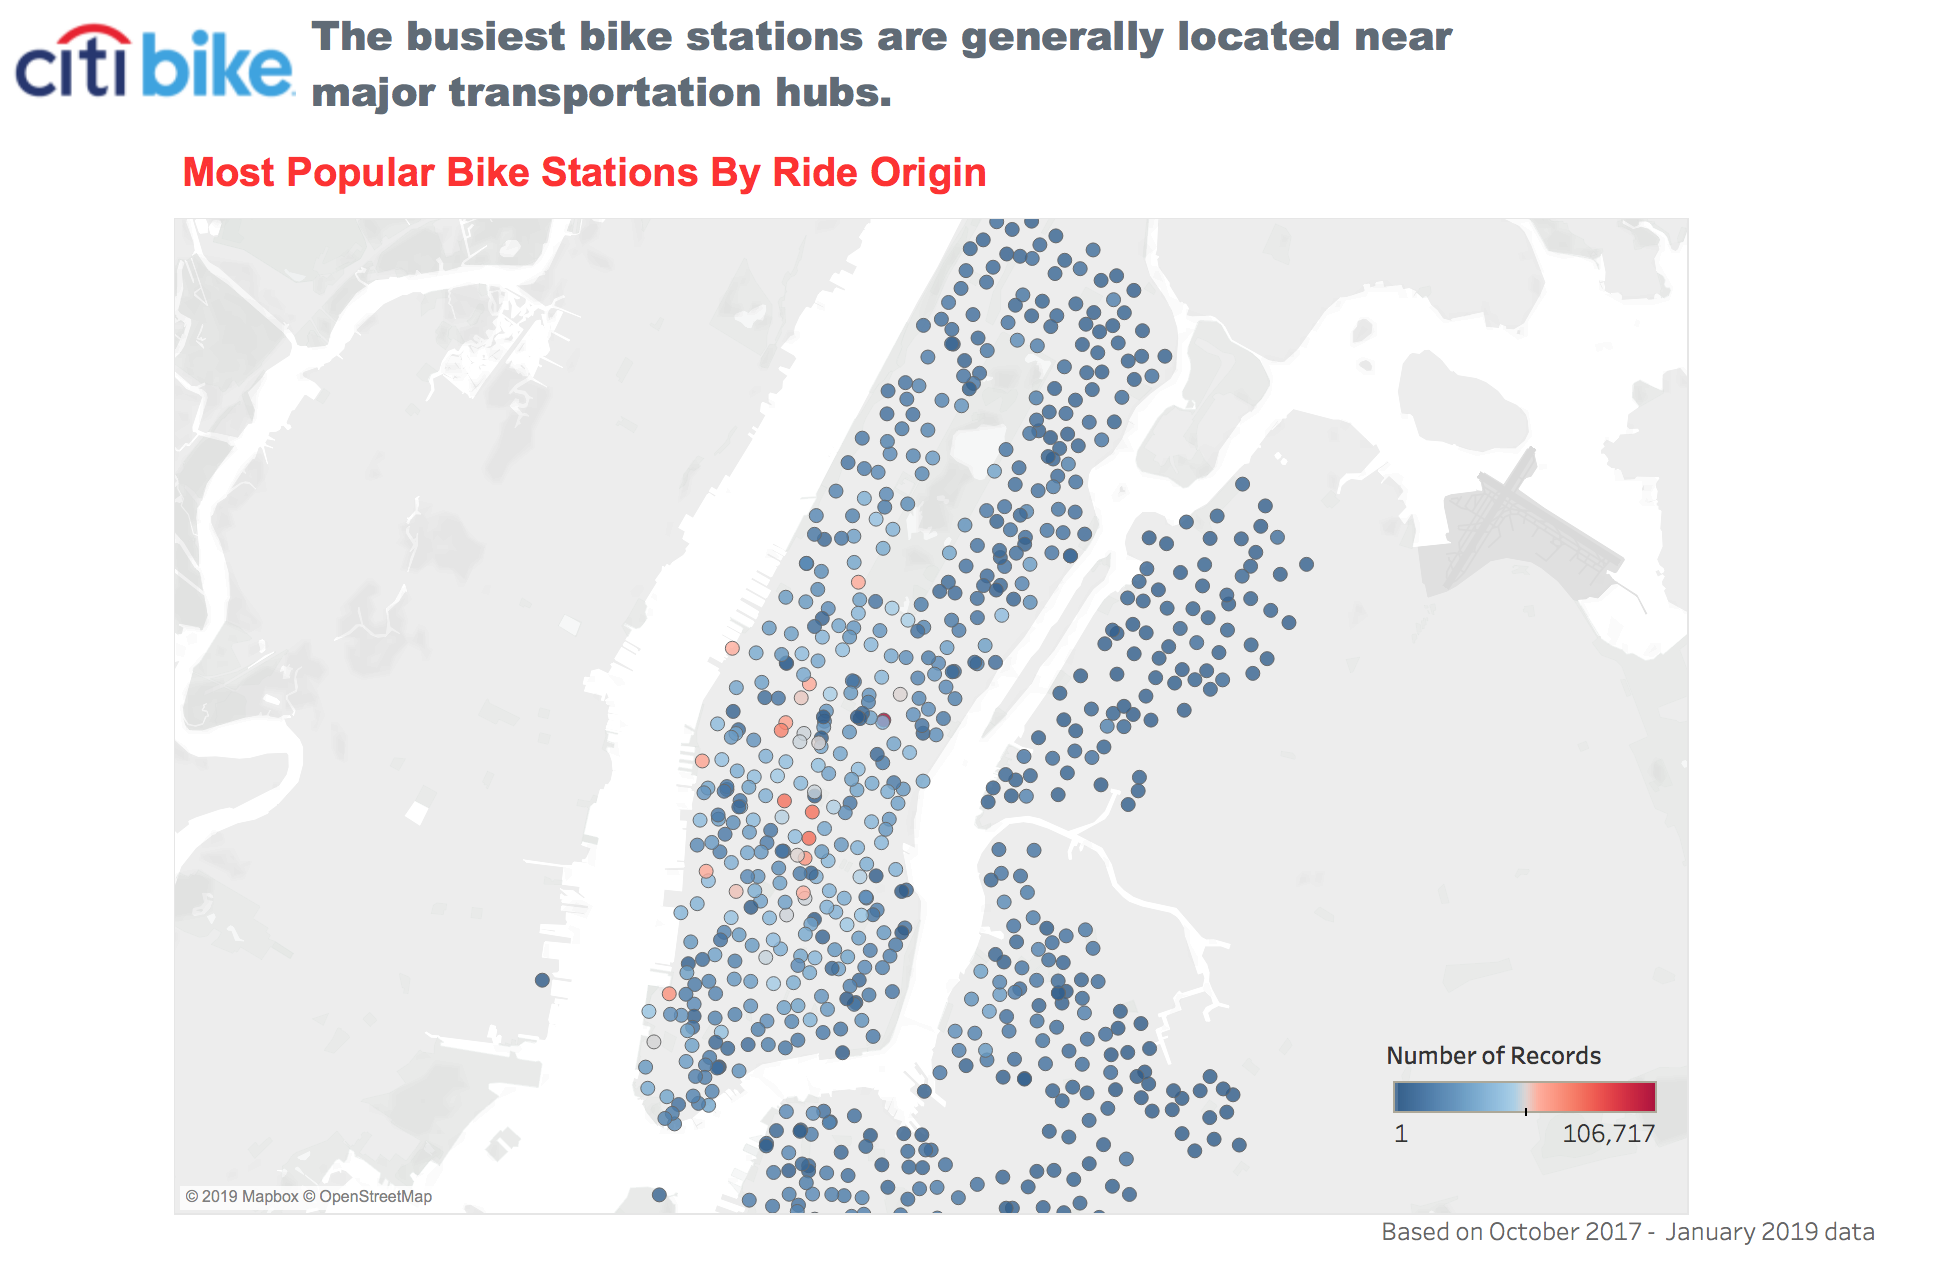 citi bike
The busiest bike stations are generally located near
major transportation hubs.
Most Popular Bike Stations By Ride Origin
Number of Records
1 106,717
© 2019 Mapbox © OpenStreetMap
Based on October 2017 - January 2019 data